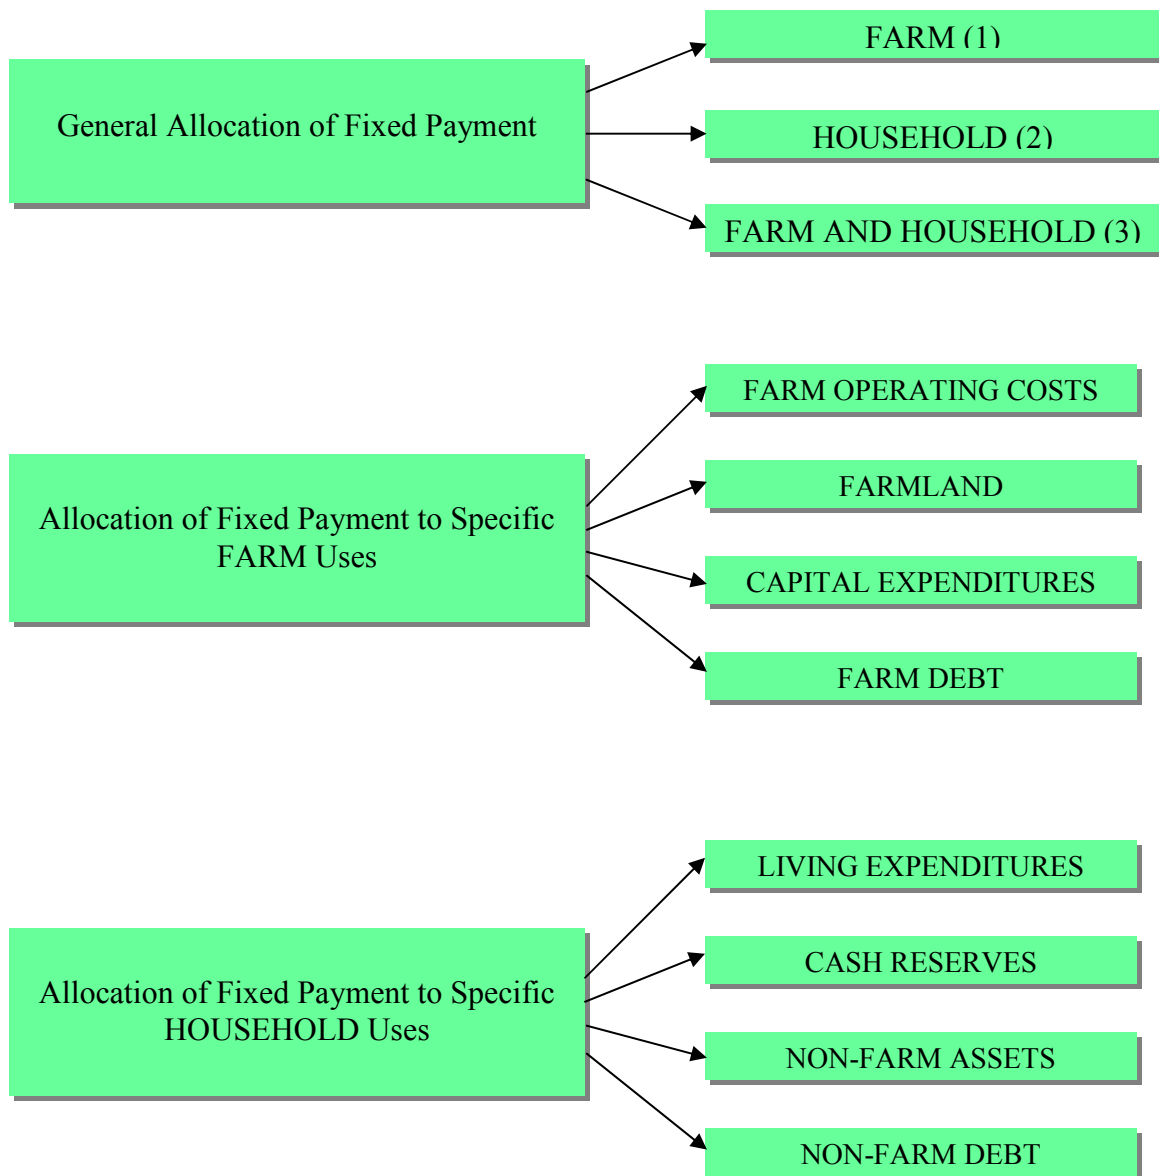 General Allocation of Fixed Payment
FARM (1)
HOUSEHOLD (2)
FARM AND HOUSEHOLD (3)
Allocation of Fixed Payment to Specific
FARM Uses
FARM OPERATING COSTS
FARMLAND
CAPITAL EXPENDITURES
FARM DEBT
Allocation of Fixed Payment to Specific
HOUSEHOLD Uses
LIVING EXPENDITURES
CASH RESERVES
NON-FARM ASSETS
NON-FARM DEBT